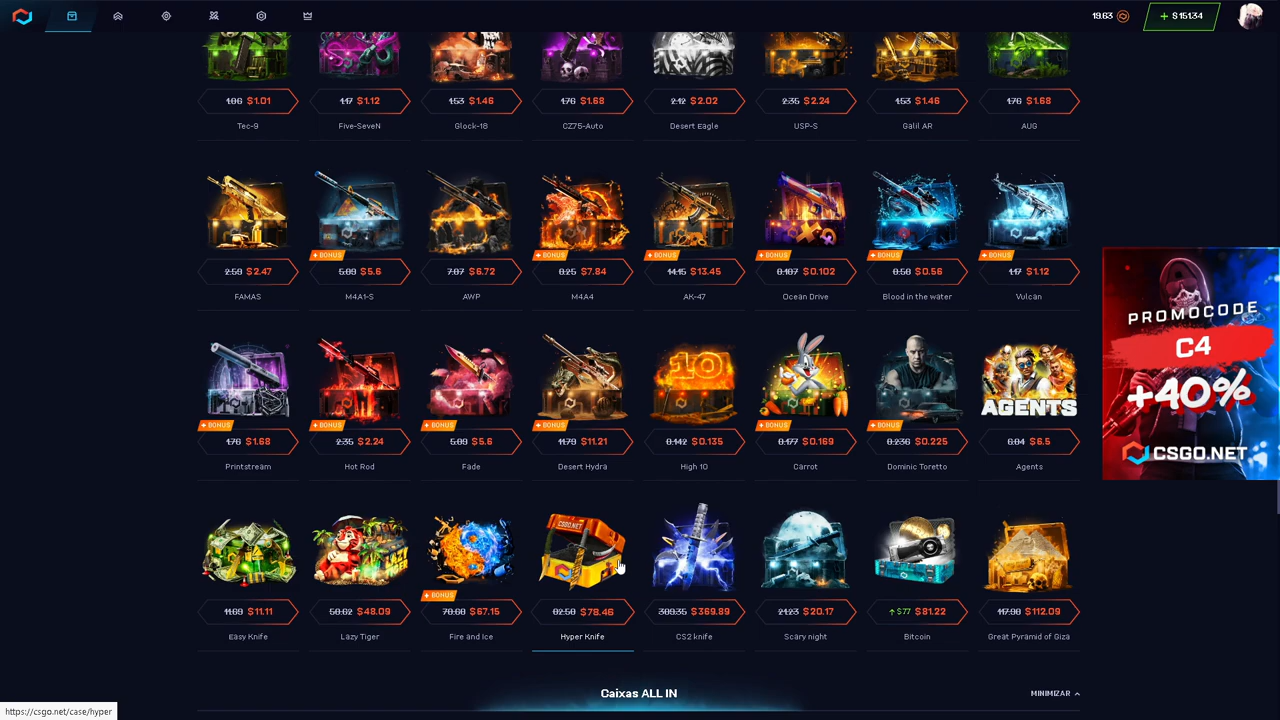 19.63
+ $ 151.34
1.06 $1.01
1.17 $1.12
1.53 $1.46
1.76 $1.68
2.12 $2.02
2.35 $2.24
1.53 $1.46
1.76 $1.68
Tec-9
Five-SeveN
Glock-18
CZ75-Auto
Desert Eagle
USP-S
Galil AR
AUG
+ BONUS
+ BONUS
+ BONUS
+ BONUS
+ BONUS
+ BONUS
2.59 $2.47
$5.6
7.07 $6.72
8.25 $7.84
14.15 $13.45
0.107 $0.102
0.58 $0.56
1.17 $1.12
FAMAS
M4A1-S
AWP
M4A4
AK-47
Ocean Drive
Blood in the water
Vulcan
10
AGENTS
+ BONUS
+ BONUS
+ BONUS
+ BONUS
+ BONUS
+ BONUS
1.76 $1.68
2.35 $2.24
$5.6
11.79 $11.21
0.142 $0.135
0.177 $0.169
0.236 $0.225
$6.5
Printstream
Hot Rod
Fade
Desert Hydra
High 10
Carrot
Dominic Toretto
Agents
CSGO.NET
+ BONUS
11.69 $11.11
50.62 $48.09
70.68 $67.15
82.58 $78.46
$369.89
21.23 $20.17
$77 $81.22
117.98 $112.09
Easy Knife
Lazy Tiger
Fire and Ice
Hyper Knife
CS2 knife
Scary night
Bitcoin
Great Pyramid of Giza
PROMOCODE
C4
+40%
CSGO.NET
Caixas ALL IN
MINIMIZAR
https://csgo.net/case/hyper